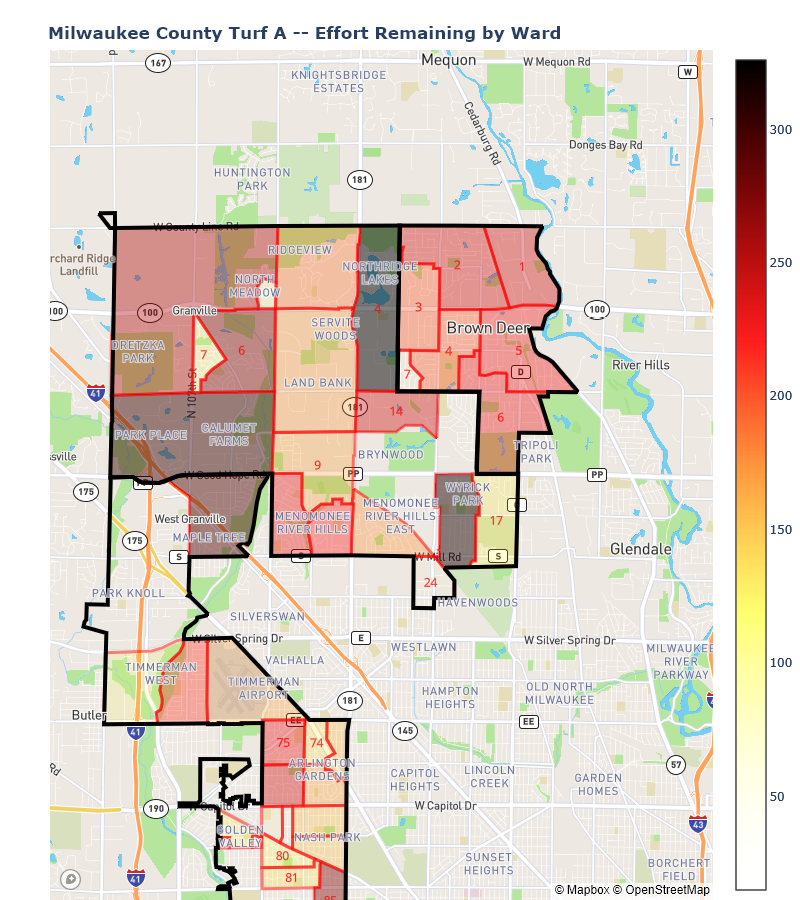 Milwaukee County Turf A -- Effort Remaining by Ward
167
Mequon
W Mequon Rd
W
KNIGHTSBRIDGE
ESTATES
Cedarburg Rd
Donges Bay Rd
300
HUNTINGTON
PARK
181
W County Line Rd
rchard Ridge
Landfill
RIDGEVIEW
NORTHRIDGE
LAKES
2
1
250
NORTH
MEADOW
100
100
Granville
4
3
100
SERVITE
WOODS
Brown Deer
DRETZKA
PARK
7
6
4
5
River Hills
N 107th St
LAND BANK
7
D
41
200
181
14
6
PARK PLACE
CALUMET
FARMS
BRYNWOOD
TRIPOLI
PARK
ssville
9
PP
PP
W Good Hope Rd
175
WYRICK
PARK
West Granville
MENOMONEE
RIVER HILLS
MENOMONEE
RIVER HILLS
EAST
17
150
175
MAPLE TREE
S
W Mill Rd
S
Glendale
PARK KNOLL
24
HAVENWOODS
SILVERSWAN
W Silver Spring Dr
E
WESTLAWN
W Silver Spring Dr
VALHALLA
MILWAUKEE
RIVER
PARKWAY
100
TIMMERMAN
WEST
TIMMERMAN
AIRPORT
HAMPTON
HEIGHTS
OLD NORTH
MILWAUKEE
181
Butler
EE
EE
41
145
75
74
57
ARLINGTON
GARDENS
CAPITOL
HEIGHTS
LINCOLN
CREEK
GARDEN
HOMES
Rd
50
190
W Capitol Dr
W Capitol Dr
43
GOLDEN
VALLEY
NASH PARK
80
SUNSET
HEIGHTS
BORCHERT
FIELD
41
81
85
© Mapbox © OpenStreetMap